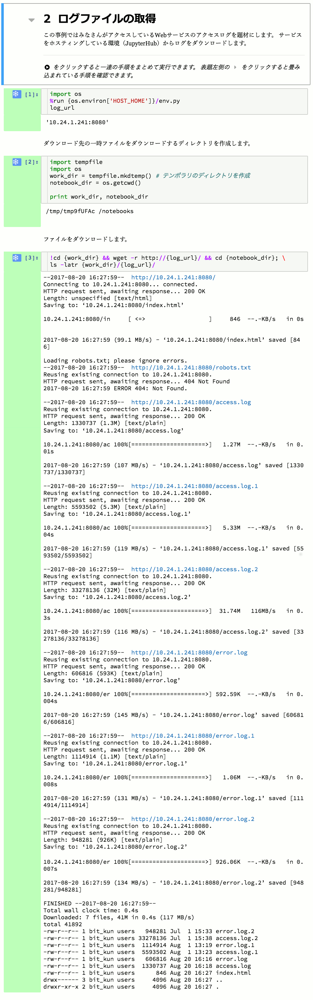 2 ログファイルの取得
この事例ではみなさんがアクセスしているWebサービスのアクセスログを題材にします。 サービス
をホスティングしている環境（JupyterHub）からログをダウンロードします。
をクリックすると一連の手順をまとめて実行できます。 表題左側の をクリックすると畳み
込まれている手順を確認できます。
[1]: import os
%run {os.environ['HOST_HOME']}/env.py
log_url
'10.24.1.241:8080'
ダウンロード先の一時ファイルをダウンロードするディレクトリを作成します。
[2]: import tempfile
import os
work_dir = tempfile.mkdtemp() # テンポラリのディレクトリを作成
notebook_dir = os.getcwd()
print work_dir, notebook_dir
/tmp/tmp9fUFAc /notebooks
ファイルをダウンロードします。
[3]: !cd {work_dir} && wget -r http://{log_url}/ && cd {notebook_dir}; \
ls -latr {work_dir}/{log_url}/
--2017-08-20 16:27:59--  http://10.24.1.241:8080/
Connecting to 10.24.1.241:8080... connected.
HTTP request sent, awaiting response... 200 OK
Length: unspecified [text/html]
Saving to: ‘10.24.1.241:8080/index.html’
10.24.1.241:8080/in     [ <=>                  ]     846  --.-KB/s   in 0s
2017-08-20 16:27:59 (99.1 MB/s) - ‘10.24.1.241:8080/index.html’ saved [84
6]
Loading robots.txt; please ignore errors.
--2017-08-20 16:27:59--  http://10.24.1.241:8080/robots.txt
Reusing existing connection to 10.24.1.241:8080.
HTTP request sent, awaiting response... 404 Not Found
2017-08-20 16:27:59 ERROR 404: Not Found.
--2017-08-20 16:27:59--  http://10.24.1.241:8080/access.log
Reusing existing connection to 10.24.1.241:8080.
HTTP request sent, awaiting response... 200 OK
Length: 1330737 (1.3M) [text/plain]
Saving to: ‘10.24.1.241:8080/access.log’
10.24.1.241:8080/ac 100%[=====================>]   1.27M  --.-KB/s   in 0.
01s
2017-08-20 16:27:59 (107 MB/s) - ‘10.24.1.241:8080/access.log’ saved [1330
737/1330737]
--2017-08-20 16:27:59--  http://10.24.1.241:8080/access.log.1
Reusing existing connection to 10.24.1.241:8080.
HTTP request sent, awaiting response... 200 OK
Length: 5593502 (5.3M) [text/plain]
Saving to: ‘10.24.1.241:8080/access.log.1’
10.24.1.241:8080/ac 100%[=====================>]   5.33M  --.-KB/s   in 0.
04s
2017-08-20 16:27:59 (119 MB/s) - ‘10.24.1.241:8080/access.log.1’ saved [55
93502/5593502]
--2017-08-20 16:27:59--  http://10.24.1.241:8080/access.log.2
Reusing existing connection to 10.24.1.241:8080.
HTTP request sent, awaiting response... 200 OK
Length: 33278136 (32M) [text/plain]
Saving to: ‘10.24.1.241:8080/access.log.2’
10.24.1.241:8080/ac 100%[=====================>]  31.74M   116MB/s   in 0.
3s
2017-08-20 16:27:59 (116 MB/s) - ‘10.24.1.241:8080/access.log.2’ saved [33
278136/33278136]
--2017-08-20 16:27:59--  http://10.24.1.241:8080/error.log
Reusing existing connection to 10.24.1.241:8080.
HTTP request sent, awaiting response... 200 OK
Length: 606816 (593K) [text/plain]
Saving to: ‘10.24.1.241:8080/error.log’
10.24.1.241:8080/er 100%[=====================>] 592.59K  --.-KB/s   in 0.
004s
2017-08-20 16:27:59 (145 MB/s) - ‘10.24.1.241:8080/error.log’ saved [60681
6/606816]
--2017-08-20 16:27:59--  http://10.24.1.241:8080/error.log.1
Reusing existing connection to 10.24.1.241:8080.
HTTP request sent, awaiting response... 200 OK
Length: 1114914 (1.1M) [text/plain]
Saving to: ‘10.24.1.241:8080/error.log.1’
10.24.1.241:8080/er 100%[=====================>]   1.06M  --.-KB/s   in 0.
008s
2017-08-20 16:27:59 (131 MB/s) - ‘10.24.1.241:8080/error.log.1’ saved [111
4914/1114914]
--2017-08-20 16:27:59--  http://10.24.1.241:8080/error.log.2
Reusing existing connection to 10.24.1.241:8080.
HTTP request sent, awaiting response... 200 OK
Length: 948281 (926K) [text/plain]
Saving to: ‘10.24.1.241:8080/error.log.2’
10.24.1.241:8080/er 100%[=====================>] 926.06K  --.-KB/s   in 0.
007s
2017-08-20 16:27:59 (134 MB/s) - ‘10.24.1.241:8080/error.log.2’ saved [948
281/948281]
FINISHED --2017-08-20 16:27:59--
Total wall clock time: 0.4s
Downloaded: 7 files, 41M in 0.4s (117 MB/s)
total 41892
-rw-r--r-- 1 bit_kun users   948281 Jul  1 15:33 error.log.2
-rw-r--r-- 1 bit_kun users 33278136 Jul  1 15:38 access.log.2
-rw-r--r-- 1 bit_kun users  1114914 Aug  1 13:19 error.log.1
-rw-r--r-- 1 bit_kun users  5593502 Aug  1 13:23 access.log.1
-rw-r--r-- 1 bit_kun users   606816 Aug 20 16:16 error.log
-rw-r--r-- 1 bit_kun users  1330737 Aug 20 16:18 access.log
-rw-r--r-- 1 bit_kun users      846 Aug 20 16:27 index.html
drwx------ 3 bit_kun users     4096 Aug 20 16:27 ..
drwxr-xr-x 2 bit_kun users     4096 Aug 20 16:27 .